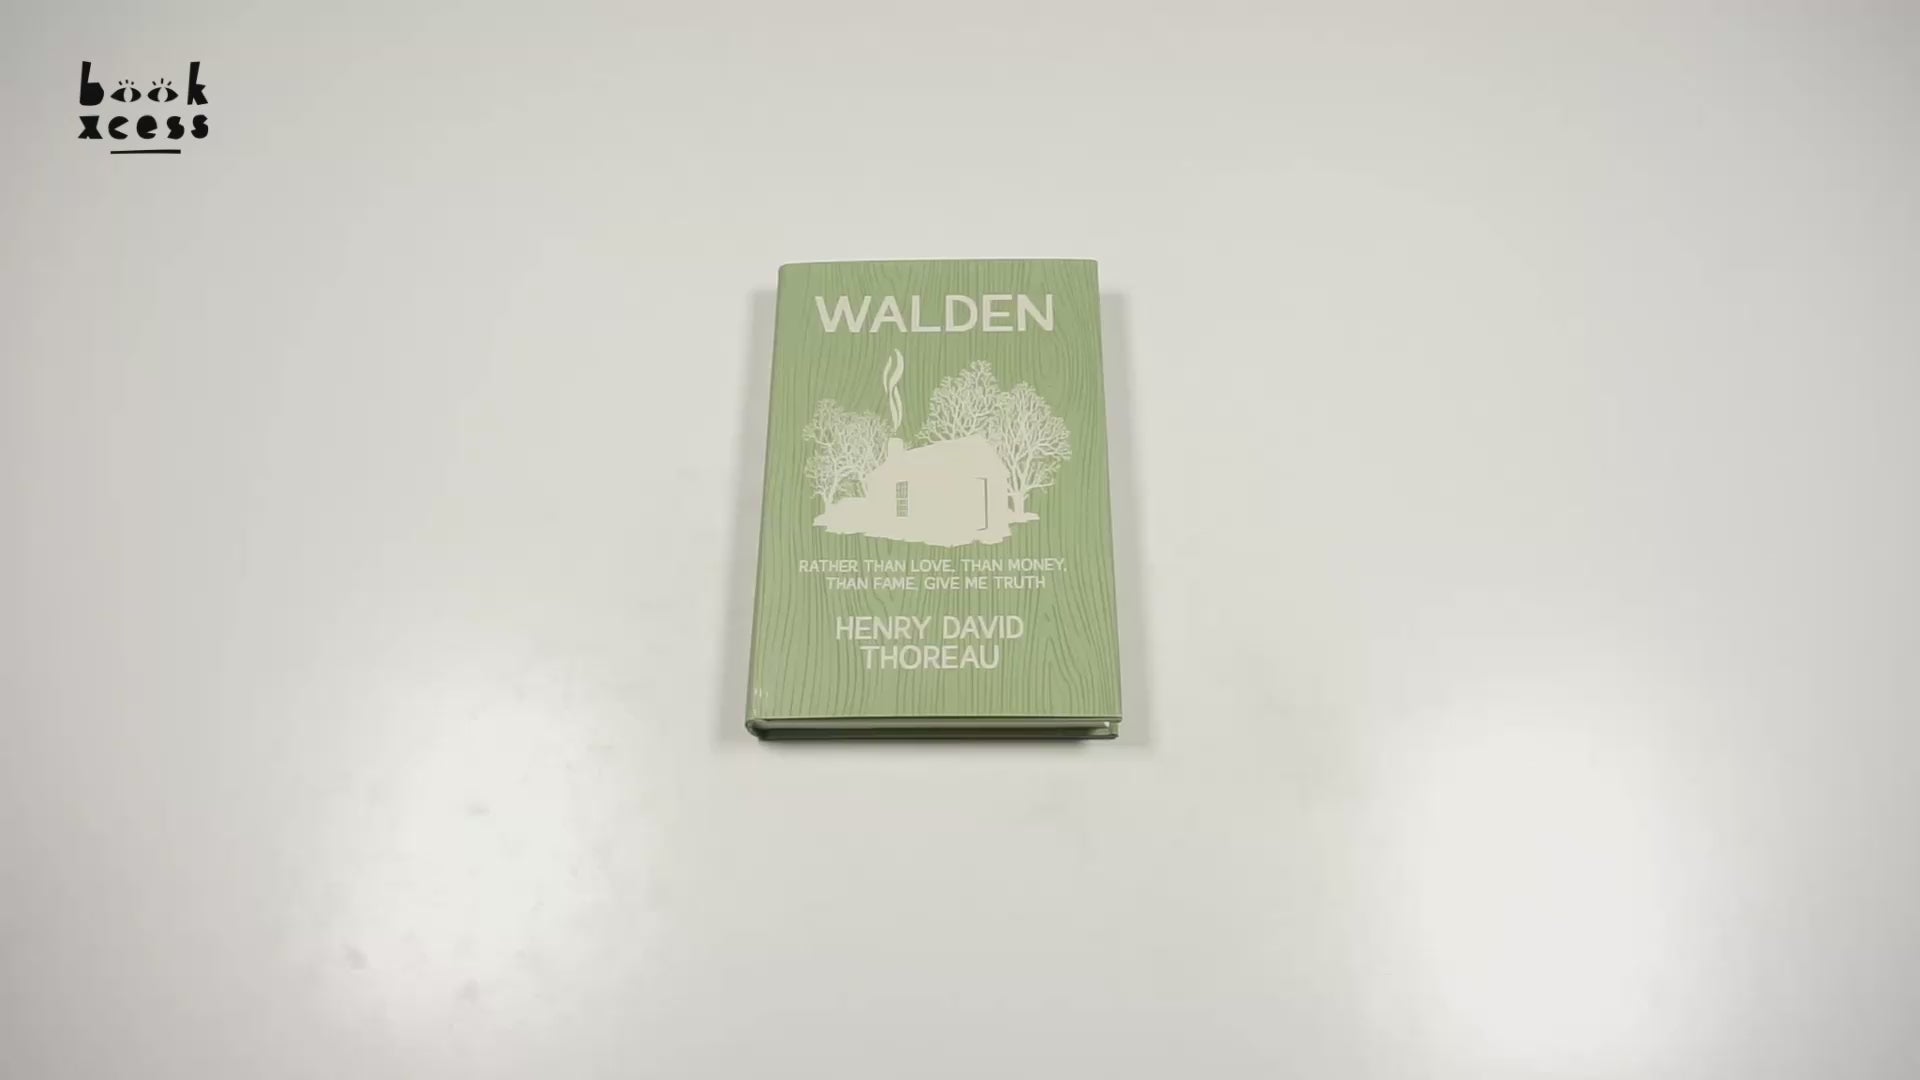 book
xcess
WALDEN
RATHER THAN LOVE, THAN MONEY,
THAN FAME, GIVE ME TRUTH
HENRY DAVID
THOREAU